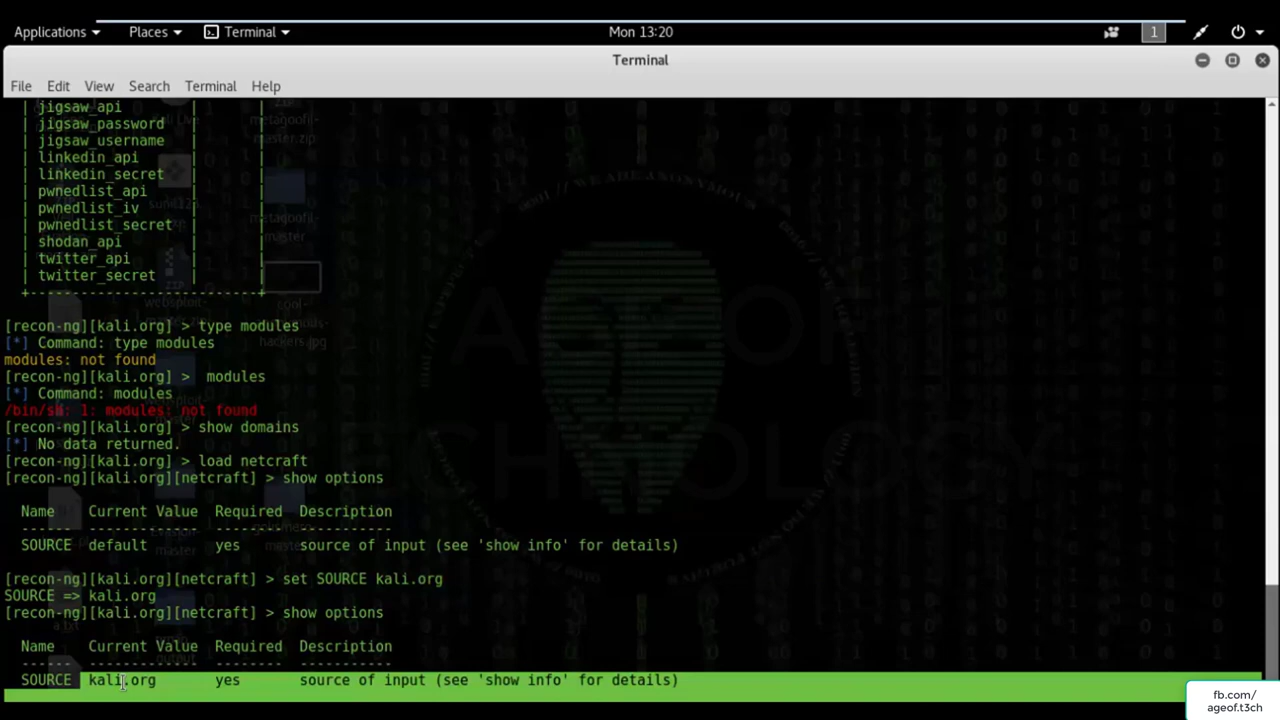 Applications Places Terminal Mon 13:20 1
Terminal
File Edit View Search Terminal Help
| jigsaw_api | |
| jigsaw_password | |
| jigsaw_username | |
| linkedin_api | |
| linkedin_secret | |
| pwnedlist_api | |
| pwnedlist_iv | |
| pwnedlist_secret | |
| shodan_api | |
| twitter_api | |
| twitter_secret | |
+---------------------------+
[recon-ng][kali.org] > type modules
[*] Command: type modules
modules: not found
[recon-ng][kali.org] >  modules
[*] Command: modules
/bin/sh: 1: modules: not found
[recon-ng][kali.org] > show domains
[*] No data returned.
[recon-ng][kali.org] > load netcraft
[recon-ng][kali.org][netcraft] > show options
Name Current Value Required Description
------ ------------- -------- -----------
SOURCE default yes source of input (see 'show info' for details)
[recon-ng][kali.org][netcraft] > set SOURCE kali.org
SOURCE => kali.org
[recon-ng][kali.org][netcraft] > show options
Name Current Value Required Description
------ ------------- -------- -----------
SOURCE kali.org yes source of input (see 'show info' for details)
AGE OF
TECHNOLOGY
fb.com/
ageof.t3ch